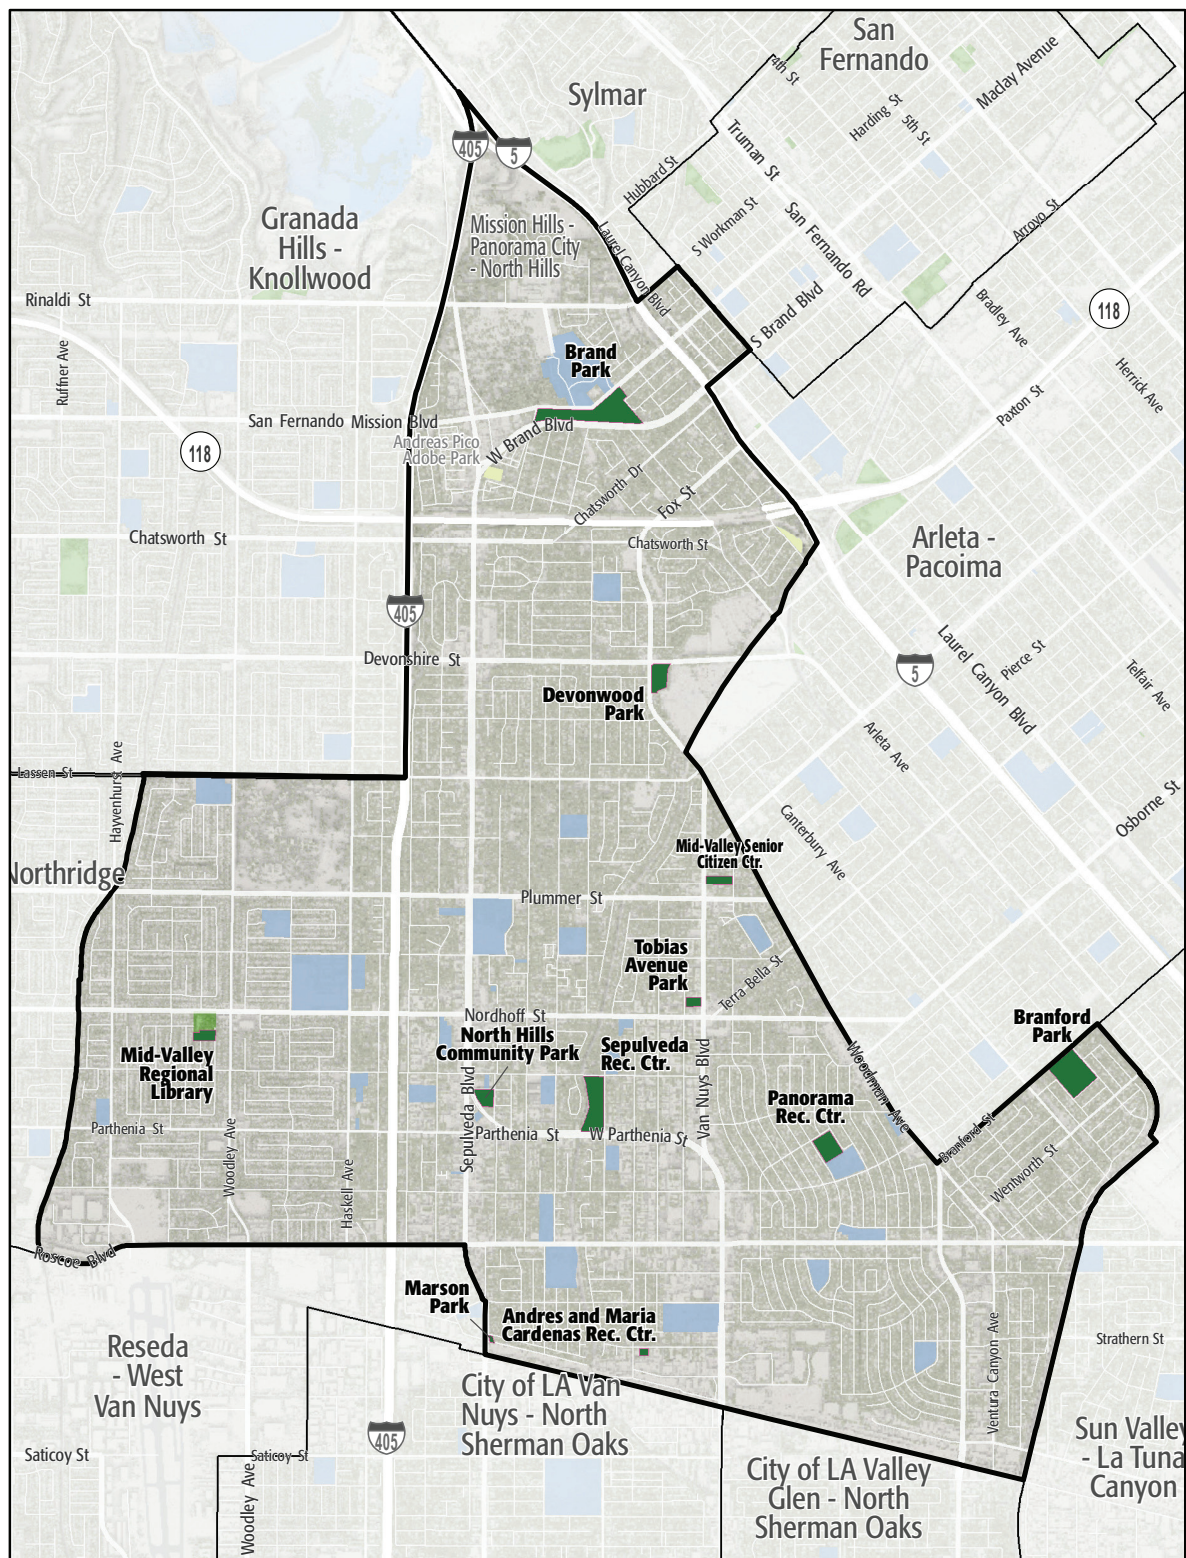 San
Fernando
4th St
Maclay Avenue
Sylmar
Harding St
5th St
Truman St
405
5
Hubbard St
Granada
Hills -
Knollwood
Mission Hills -
Panorama City
- North Hills
Laurel Canyon Blvd
S Workman St
San Fernando Rd
Arroyo St
Rinaldi St
S Brand Blvd
Bradley Ave
118
Ruffner Ave
Brand
Park
Herrick Ave
Paxton St
San Fernando Mission Blvd
118
Andreas Pico
Adobe Park
W Brand Blvd
Chatsworth Dr
Fox St
Chatsworth St
Chatsworth St
Arleta -
Pacoima
405
Devonshire St
Laurel Canyon Blvd
Pierce St
5
Telfair Ave
Devonwood
Park
Arleta Ave
Lassen St
Hayvenhurst Ave
Osborne St
Canterbury Ave
Mid-Valley Senior
Citizen Ctr.
Northridge
Plummer St
Tobias
Avenue
Park
Terra Bella St
Nordhoff St
Branford
Park
North Hills
Community Park
Sepulveda
Rec. Ctr.
Mid-Valley
Regional
Library
Sepulveda Blvd
Van Nuys Blvd
Woodman Ave
Panorama
Rec. Ctr.
Parthenia St
Parthenia St
W Parthenia St
Branford St
Woodley Ave
Haskell Ave
Wentworth St
Roscoe Blvd
Marson
Park
Andres and Maria
Cardenas Rec. Ctr.
Ventura Canyon Ave
Strathern St
Reseda
- West
Van Nuys
City of LA Van
Nuys - North
Sherman Oaks
405
Sun Valley
- La Tuna
Canyon
Saticoy St
Saticoy St
Woodley Ave
City of LA Valley
Glen - North
Sherman Oaks